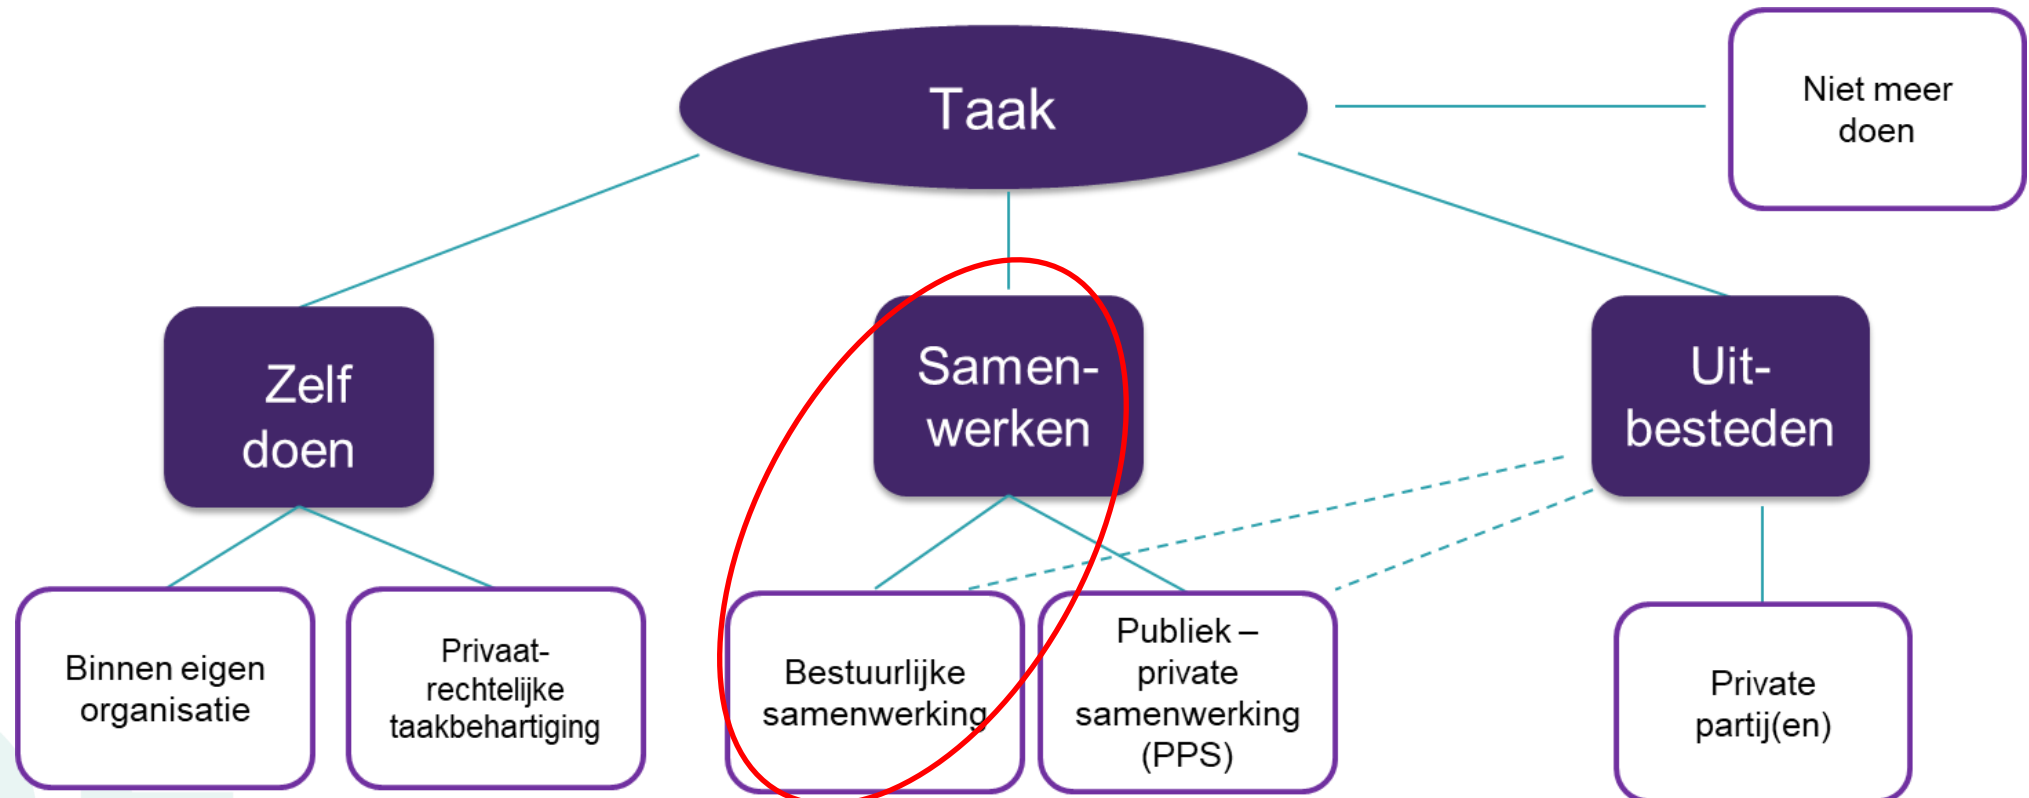 Taak
Niet meer
doen
Zelf
doen
Samen-
werken
Uit-
besteden
Binnen eigen
organisatie
Privaat-
rechtelijke
taakbehartiging
Bestuurlijke
samenwerking
Publiek –
private
samenwerking
(PPS)
Private
partij(en)